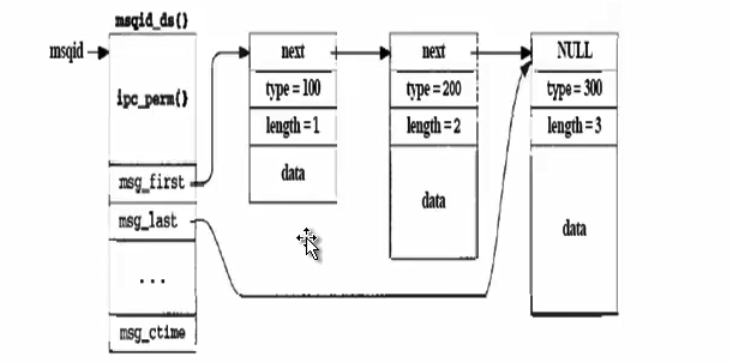 msqid_ds{}
msqid
ipc_perm{}
msg_first
msg_last
...
msg_ctime
next
type = 100
length = 1
data
next
type = 200
length = 2
data
NULL
type = 300
length = 3
data